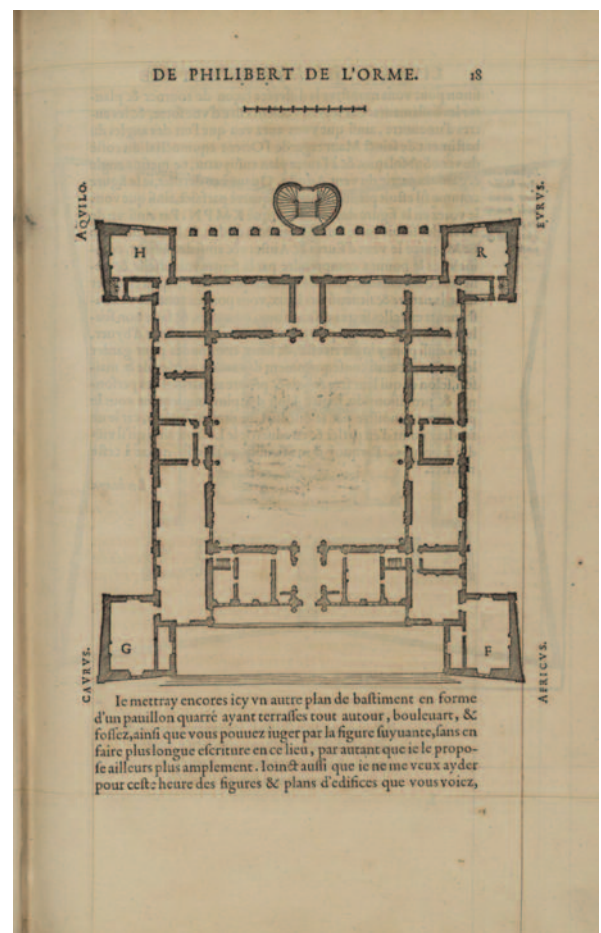 DE PHILIBERT DE L'ORME. 18
AQVILO.
EVRVS.
H
R
G
F
CAVRVS.
AFRICVS.
Ie mettray encores icy vn autre plan de baſtiment en forme
d'un pauillon quarré ayant terraſſes tout autour, bouleuart, &
foſſez, ainſi que vous pouuez iuger par la figure ſuyuante, ſans en
faire plus longue eſcriture en ce lieu, par autant que ie le propo-
ſe ailleurs plus amplement. Ioinct auſſi que ie ne me veux ayder
pour ceſte heure des figures & plans d'edifices que vous voiez,